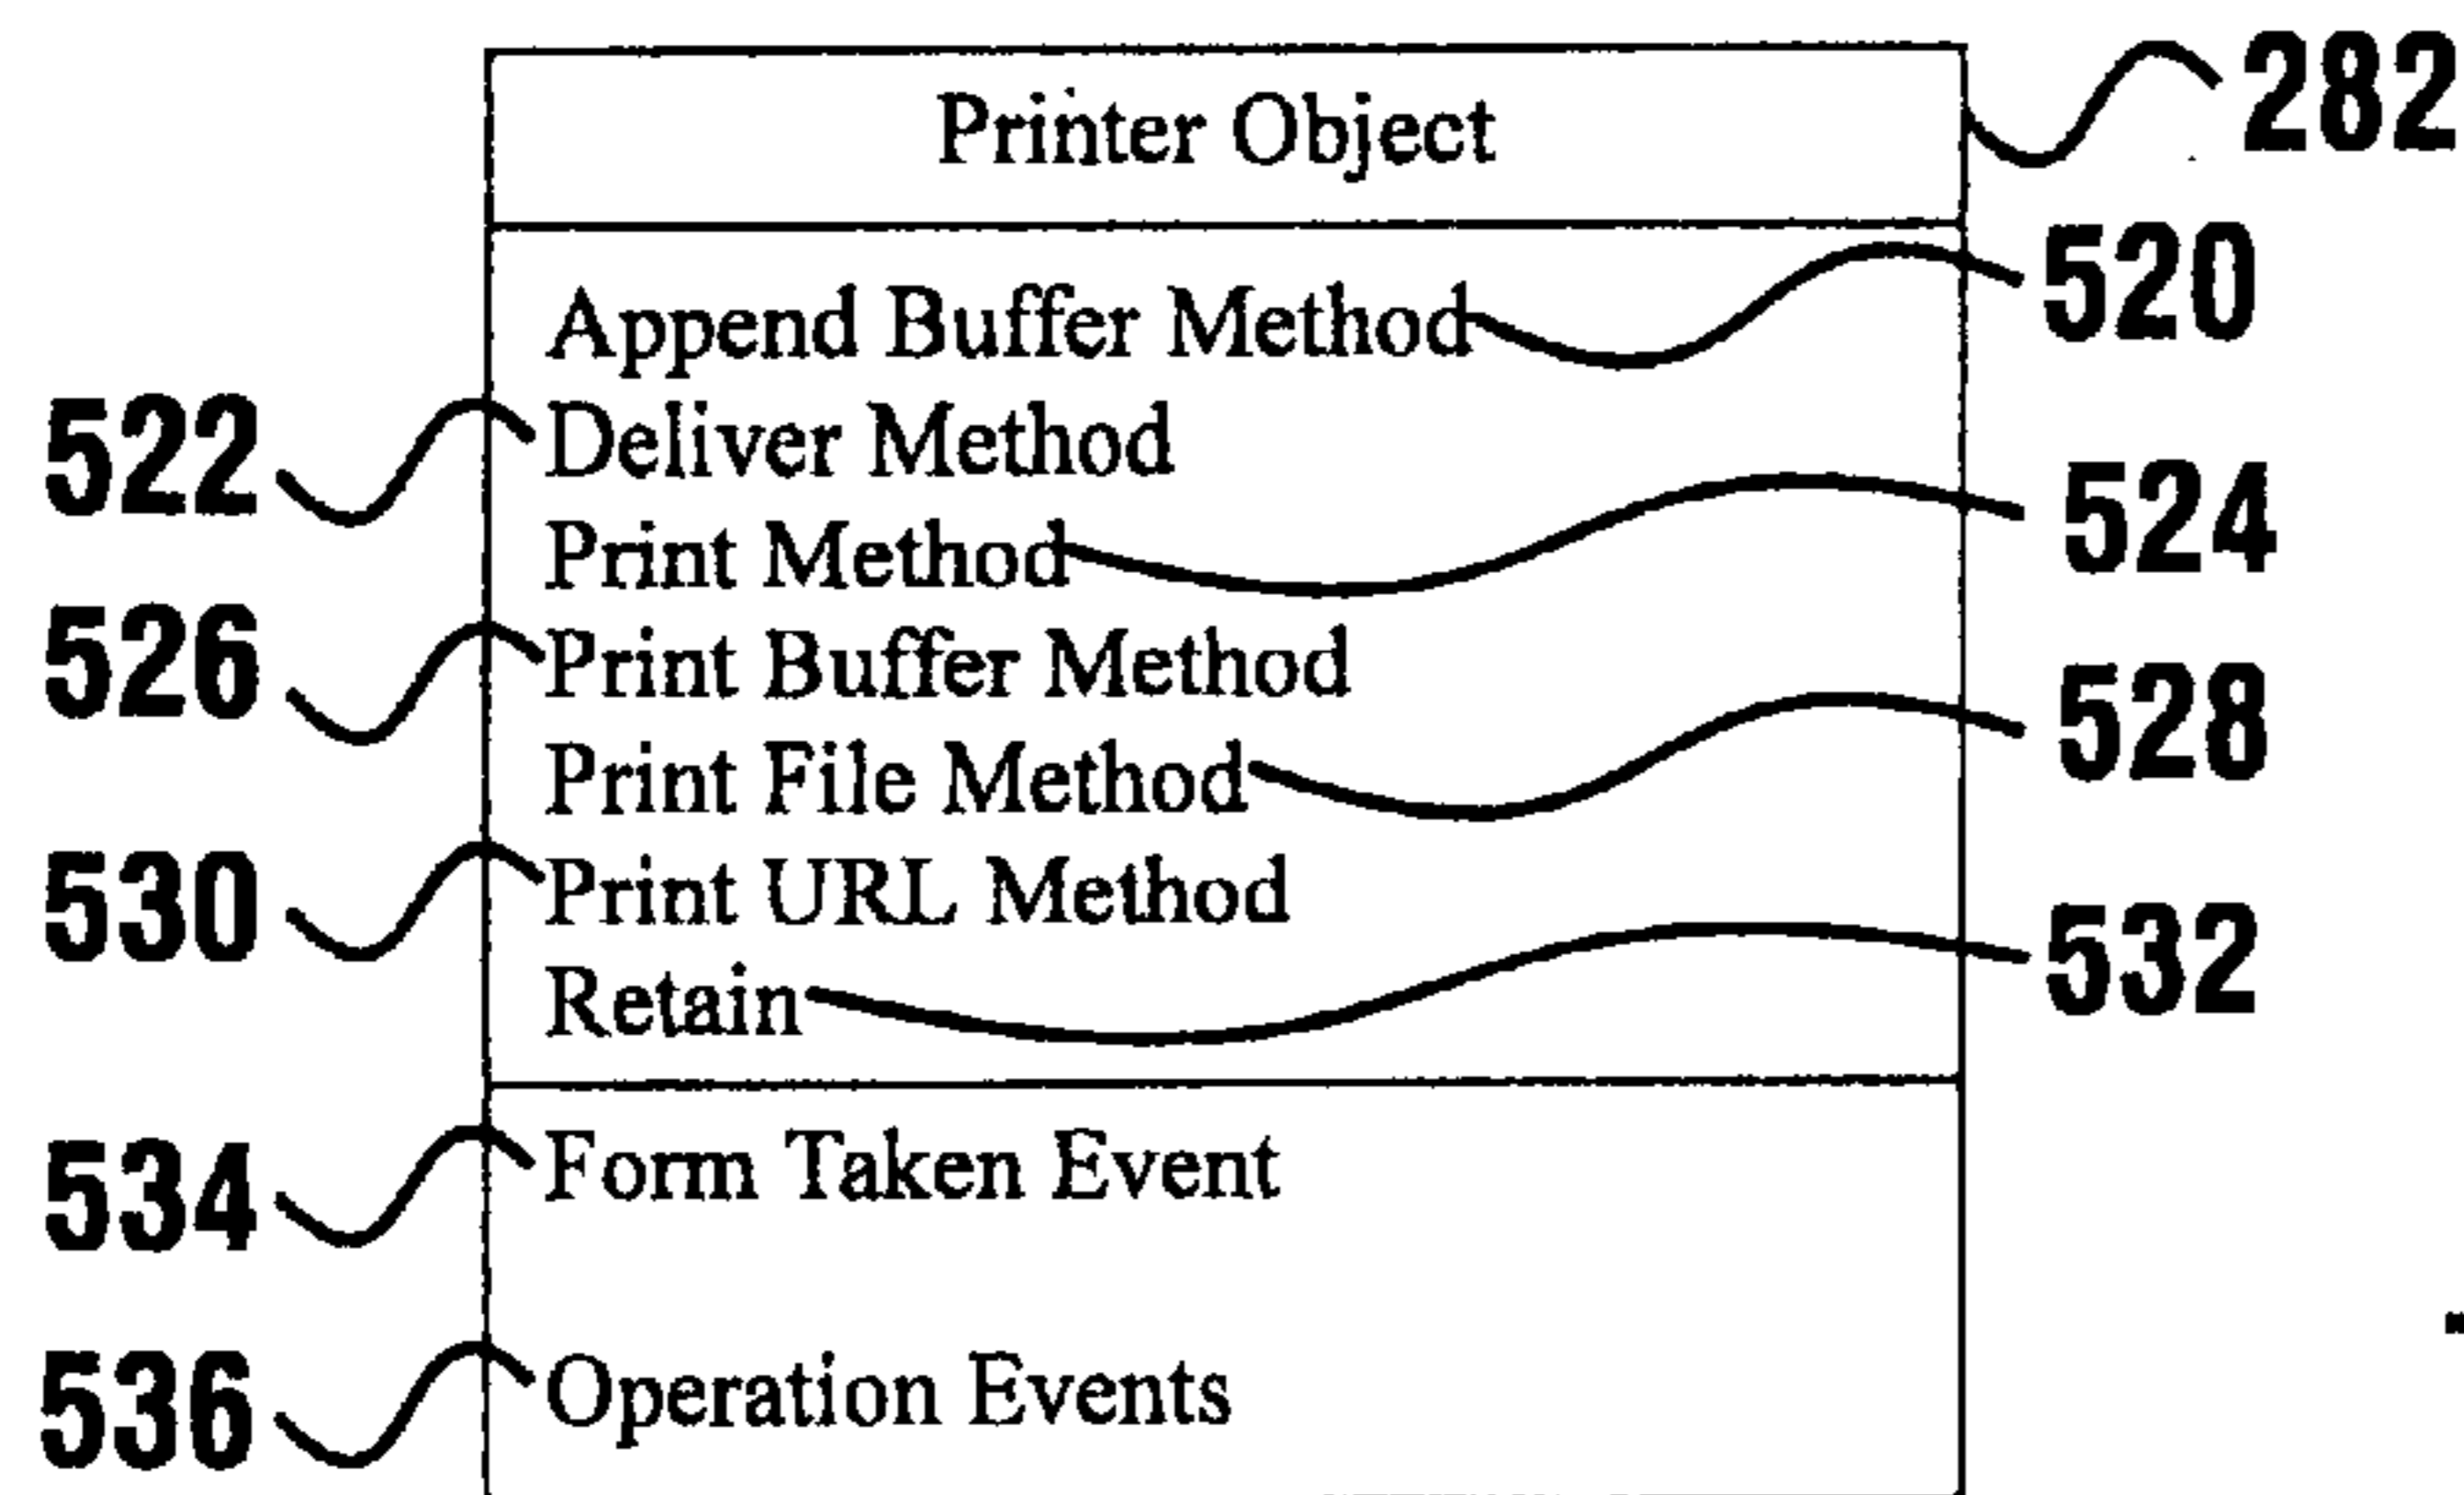 Printer Object 282
Append Buffer Method 520
522 Deliver Method
Print Method 524
526 Print Buffer Method
Print File Method 528
530 Print URL Method
Retain 532
534 Form Taken Event
536 Operation Events